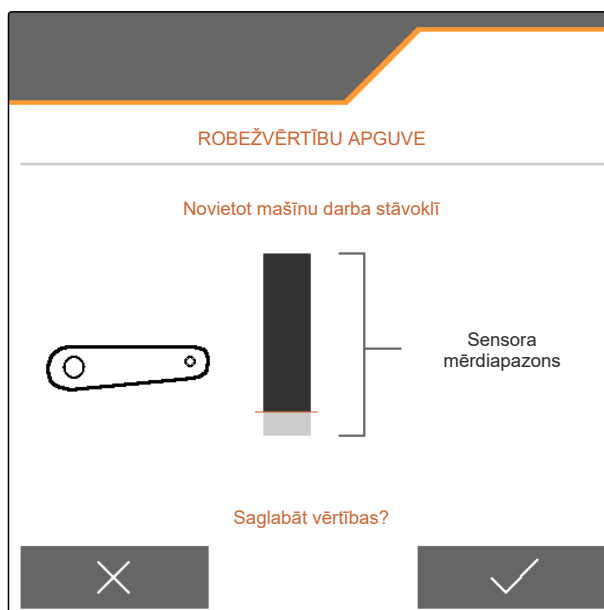 ROBEŽVĒRTĪBU APGUVE
Novietot mašīnu darba stāvoklī
Sensora
mērdiapazons
Saglabāt vērtības?